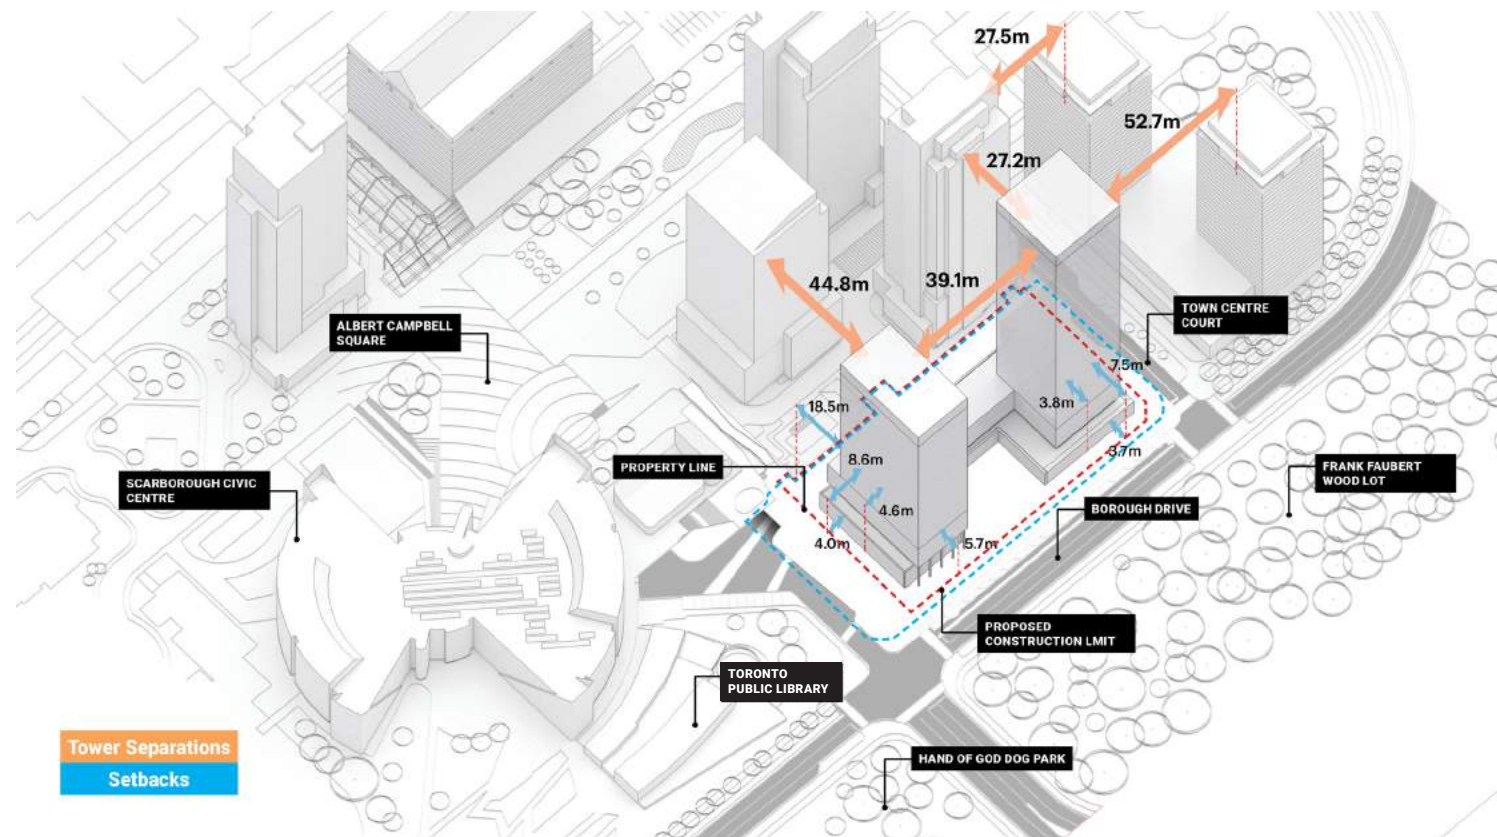 27.5m
52.7m
27.2m
44.8m
39.1m
TOWN CENTRE
COURT
ALBERT CAMPBELL
SQUARE
7.5m
3.8m
18.5m
3.7m
8.6m
PROPERTY LINE
FRANK FAUBERT
WOOD LOT
SCARBOROUGH CIVIC
CENTRE
4.6m
BOROUGH DRIVE
4.0m
5.7m
PROPOSED
CONSTRUCTION LMIT
TORONTO
PUBLIC LIBRARY
Tower Separations
Setbacks
HAND OF GOD DOG PARK